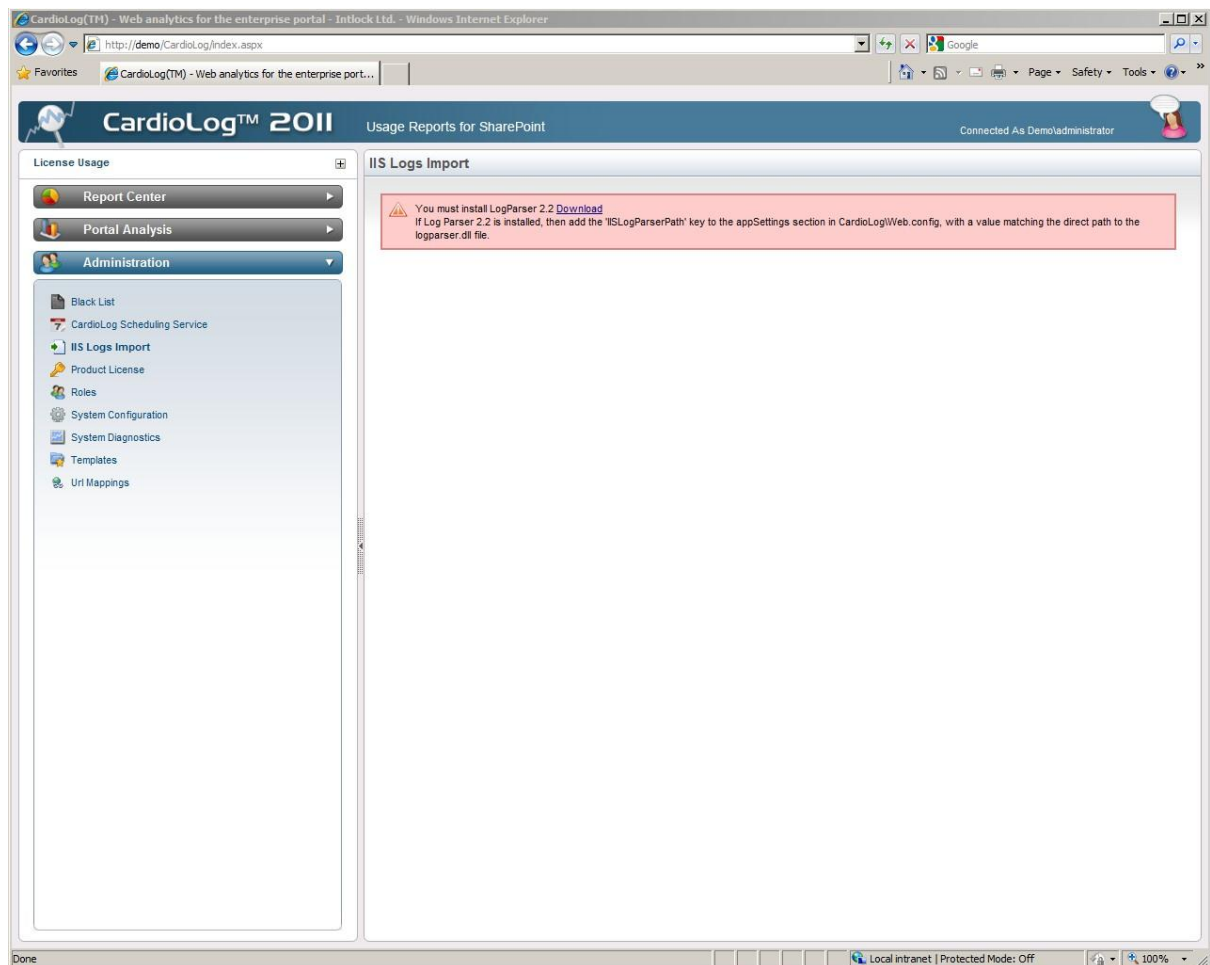 CardioLog(TM) - Web analytics for the enterprise portal - Intlock Ltd. - Windows Internet Explorer
http://demo/CardioLog/index.aspx
Google
Favorites
CardioLog(TM) - Web analytics for the enterprise port...
Page
Safety
Tools
CardioLog™ 2011
Usage Reports for SharePoint
Connected As Demo\administrator
License Usage
IIS Logs Import
Report Center
Portal Analysis
Administration
Black List
CardioLog Scheduling Service
IIS Logs Import
Product License
Roles
System Configuration
System Diagnostics
Templates
Url Mappings
You must install LogParser 2.2 Download
If Log Parser 2.2 is installed, then add the 'IISLogParserPath' key to the appSettings section in CardioLog\Web.config, with a value matching the direct path to the
logparser.dll file.
Done
Local intranet | Protected Mode: Off
100%